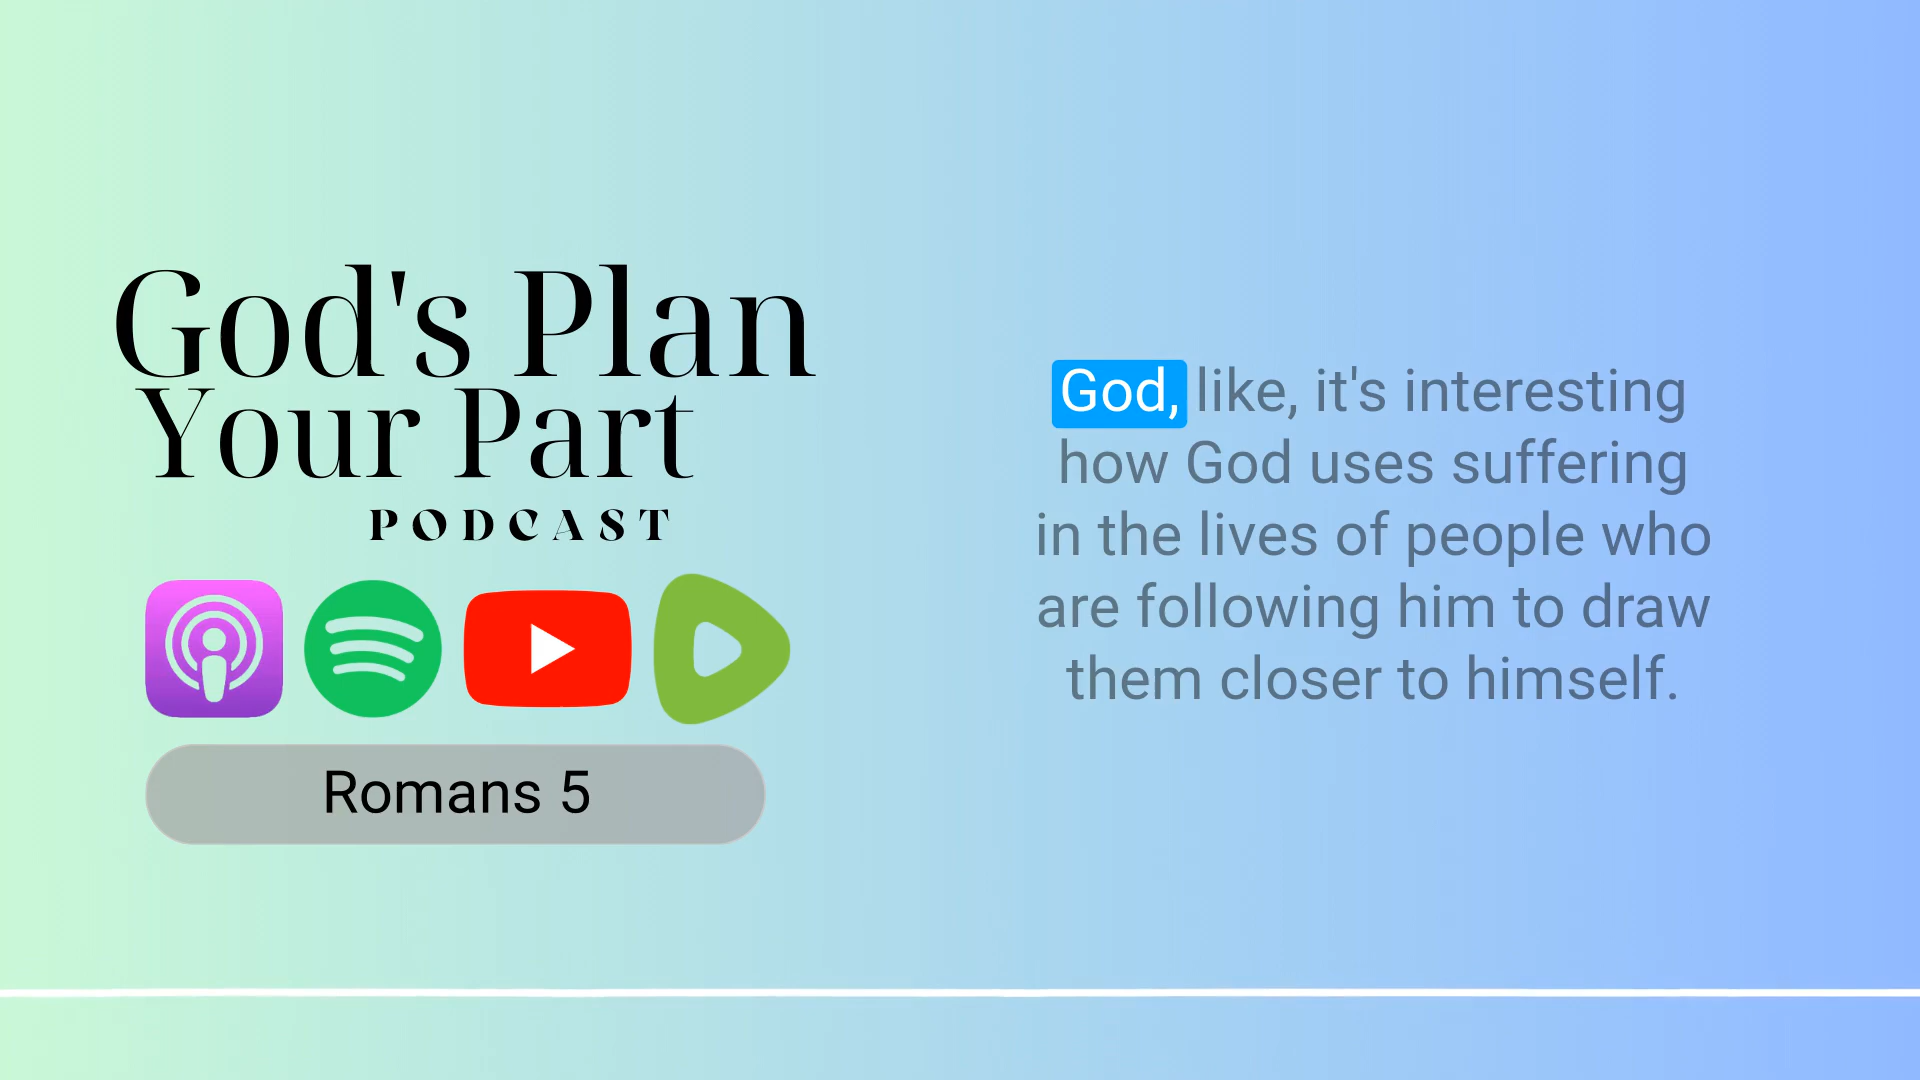 God's Plan
Your Part
PODCAST
Romans 5
God, like, it's interesting
how God uses suffering
in the lives of people who
are following him to draw
them closer to himself.